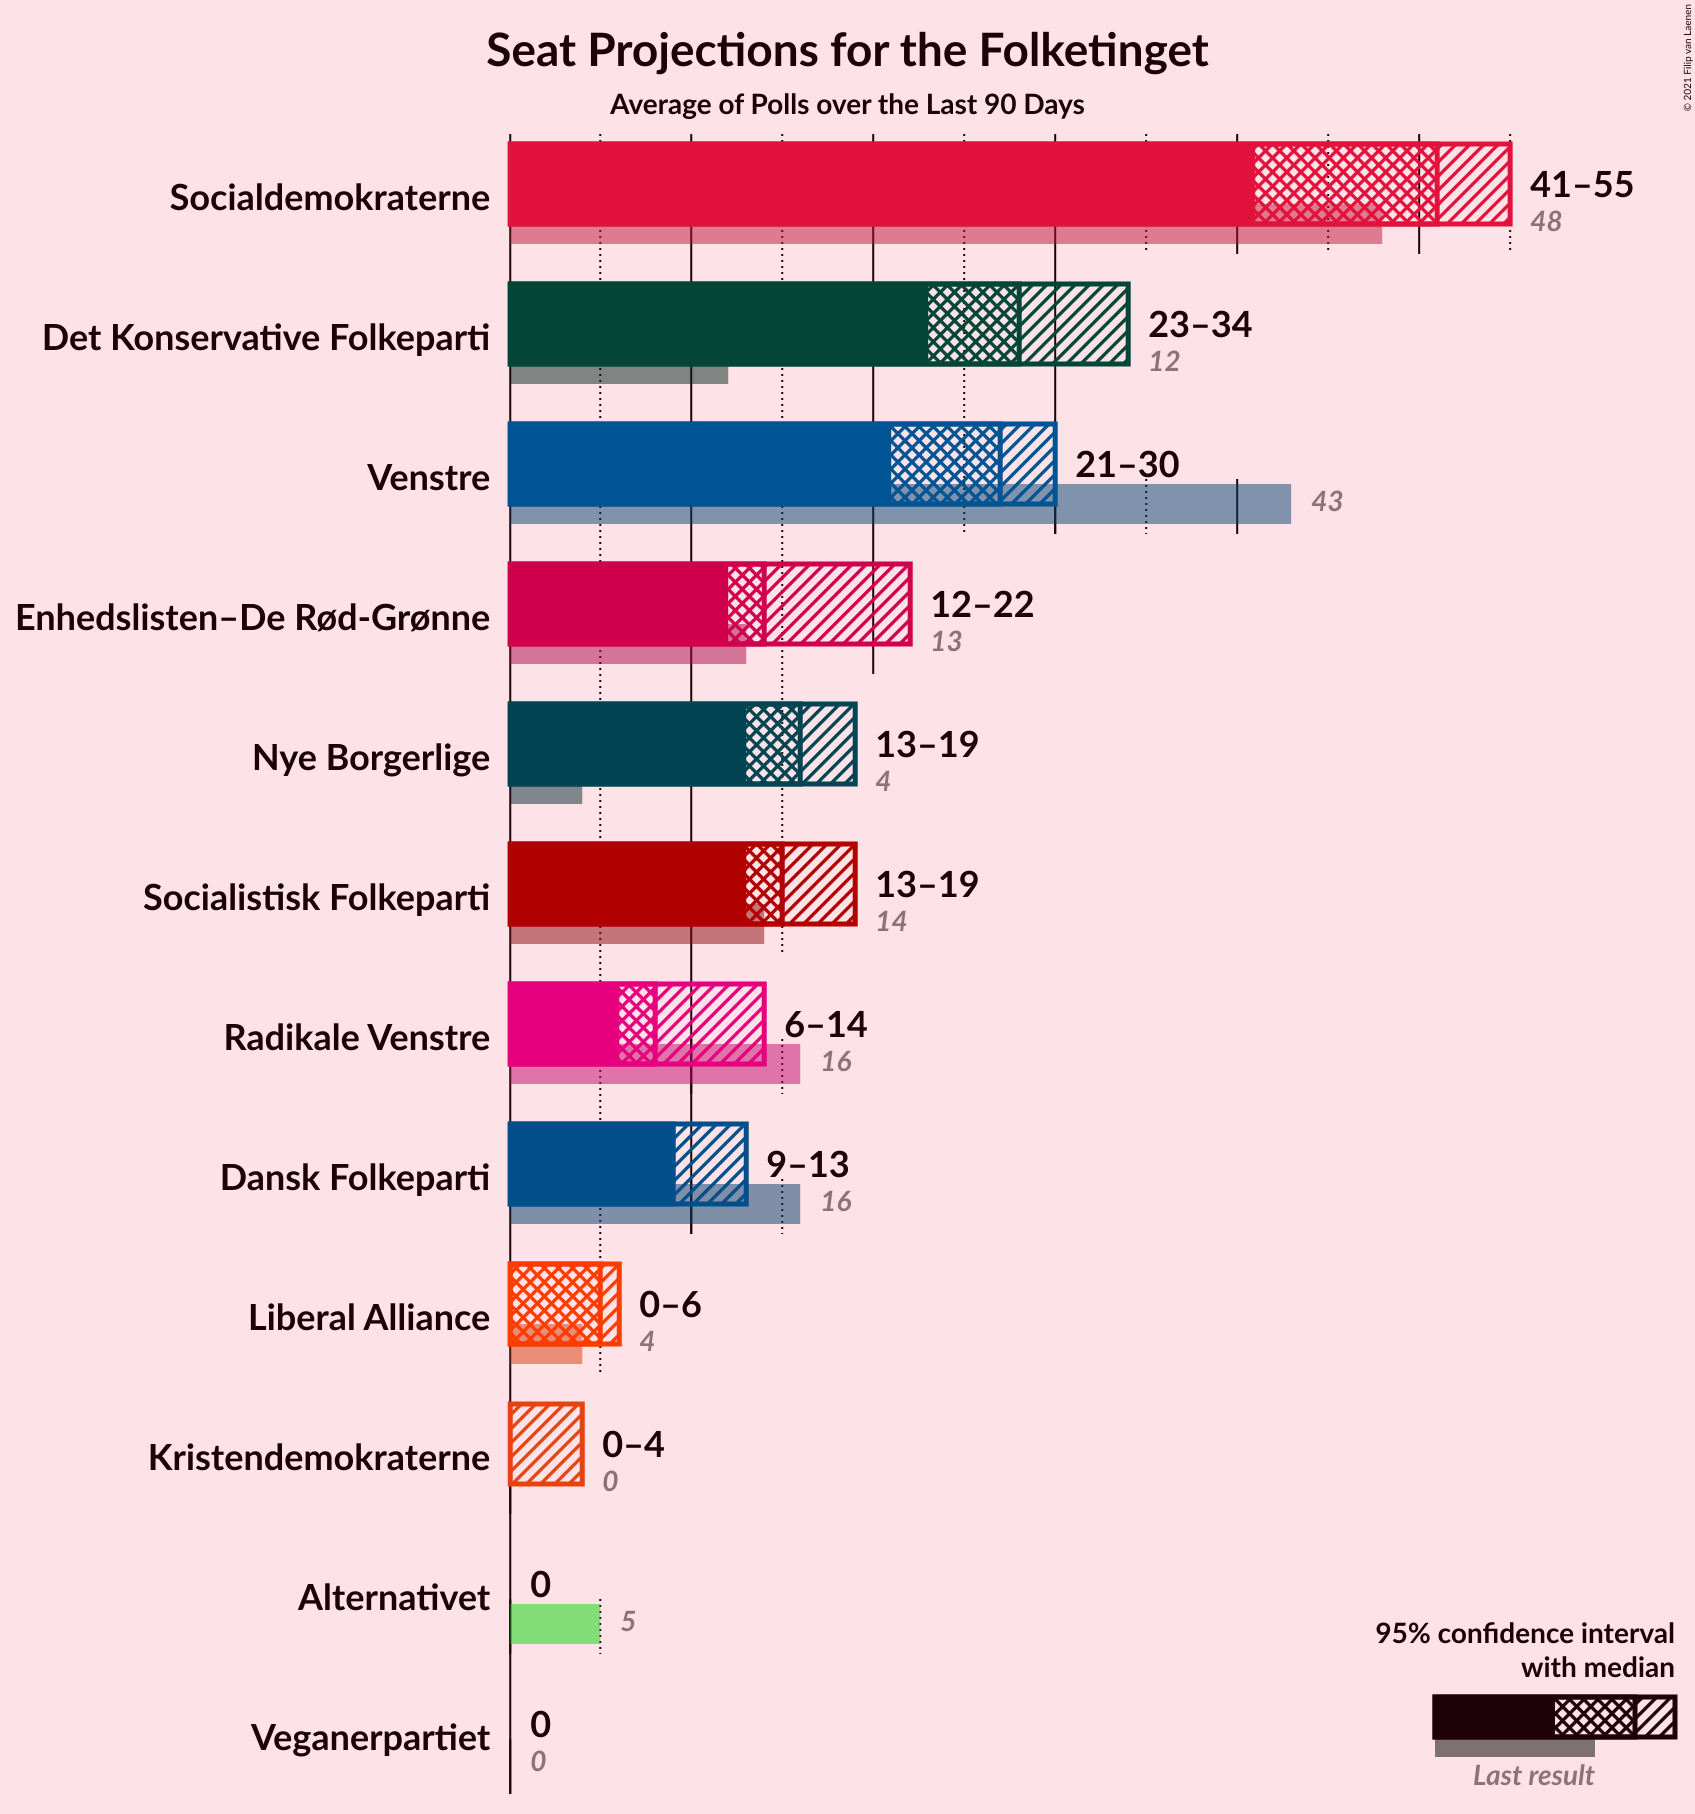 Seat Projections for the Folketinget
Average of Polls over the Last 90 Days
© 2021 Filip van Laenen
Socialdemokraterne
41–55
48
Det Konservative Folkeparti
23–34
12
Venstre
21–30
43
Enhedslisten–De Rød-Grønne
12–22
13
Nye Borgerlige
13–19
4
Socialistisk Folkeparti
13–19
14
Radikale Venstre
6–14
16
Dansk Folkeparti
9–13
16
Liberal Alliance
0–6
4
Kristendemokraterne
0–4
0
Alternativet
0
5
Veganerpartiet
0
0
95% confidence interval
with median
Last result